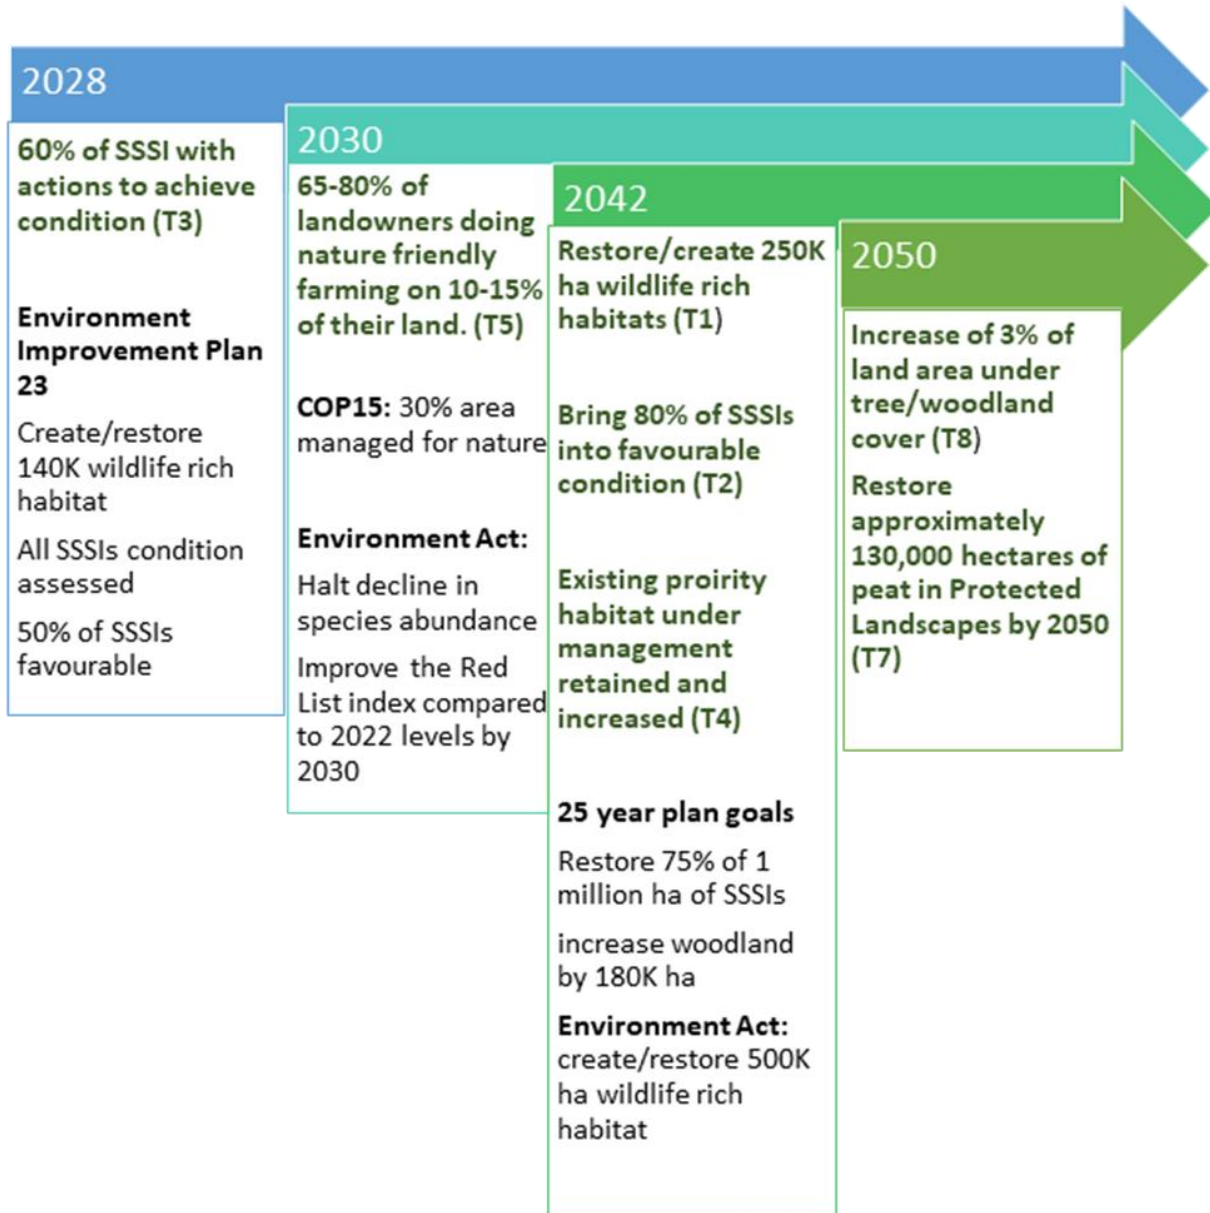 2028
60% of SSSI with
actions to achieve
condition (T3)
Environment
Improvement Plan
23
Create/restore
140K wildlife rich
habitat
All SSSIs condition
assessed
50% of SSSIs
favourable
2030
65-80% of
landowners doing
nature friendly
farming on 10-15%
of their land. (T5)
COP15: 30% area
managed for nature
Environment Act:
Halt decline in
species abundance
Improve the Red
List index compared
to 2022 levels by
2030
2042
Restore/create 250K
ha wildlife rich
habitats (T1)
Bring 80% of SSSIs
into favourable
condition (T2)
Existing proirity
habitat under
management
retained and
increased (T4)
25 year plan goals
Restore 75% of 1
million ha of SSSIs
increase woodland
by 180K ha
Environment Act:
create/restore 500K
ha wildlife rich
habitat
2050
Increase of 3% of
land area under
tree/woodland
cover (T8)
Restore
approximately
130,000 hectares of
peat in Protected
Landscapes by 2050
(T7)